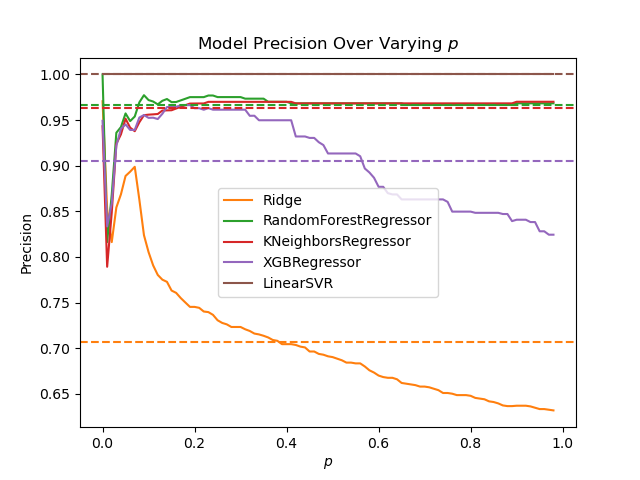 Model Precision Over Varying p
Precision
1.00
0.95
0.90
0.85
0.80
0.75
0.70
0.65
Ridge
RandomForestRegressor
KNeighborsRegressor
XGBRegressor
LinearSVR
0.0 0.2 0.4 0.6 0.8 1.0
p